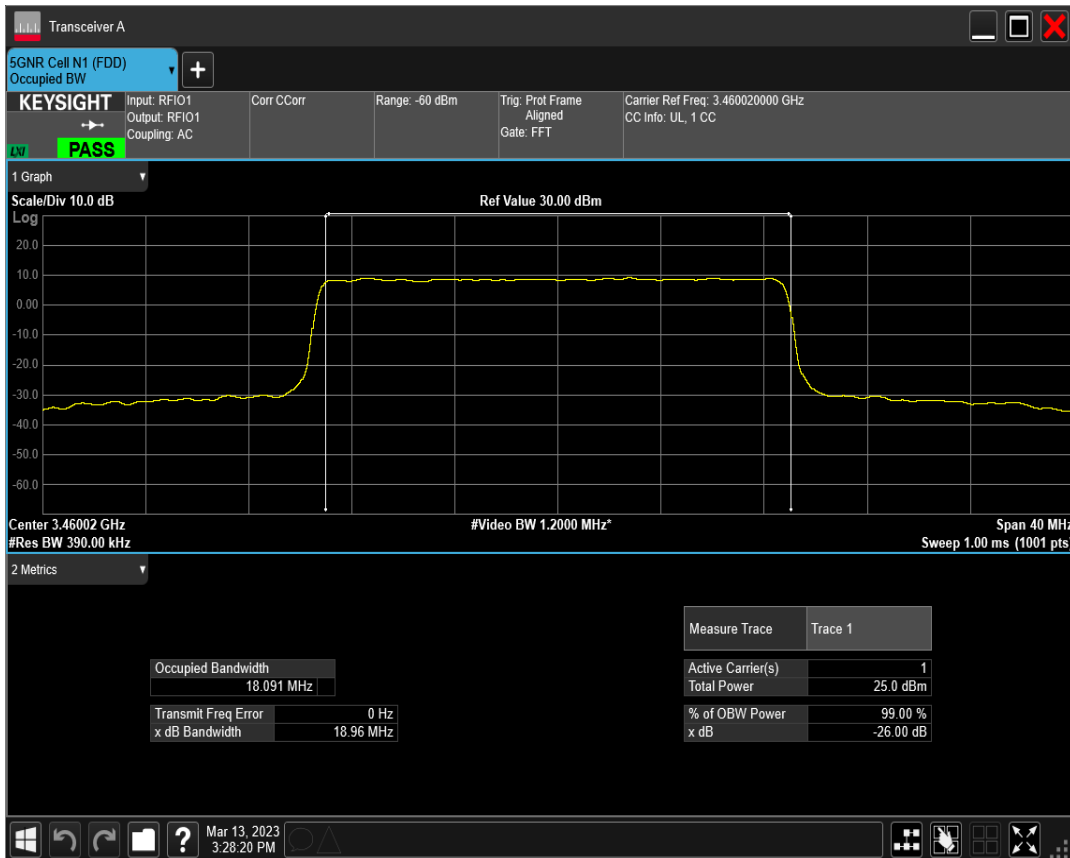 Transceiver A
5GNR Cell N1 (FDD)
Occupied BW
+
KEYSIGHT
LXI
PASS
Input: RFIO1
Output: RFIO1
Coupling: AC
Corr CCorr
Range: -60 dBm
Trig: Prot Frame
Aligned
Gate: FFT
Carrier Ref Freq: 3.460020000 GHz
CC Info: UL, 1 CC
1 Graph
Scale/Div 10.0 dB
Ref Value 30.00 dBm
Log
20.0
10.0
0.00
-10.0
-20.0
-30.0
-40.0
-50.0
-60.0
Center 3.46002 GHz
#Video BW 1.2000 MHz*
Span 40 MHz
#Res BW 390.00 kHz
Sweep 1.00 ms (1001 pts)
2 Metrics
Measure Trace Trace 1
Occupied Bandwidth
18.091 MHz
Transmit Freq Error 0 Hz
x dB Bandwidth 18.96 MHz
Active Carrier(s) 1
Total Power 25.0 dBm
% of OBW Power 99.00 %
x dB -26.00 dB
?
Mar 13, 2023
3:28:20 PM